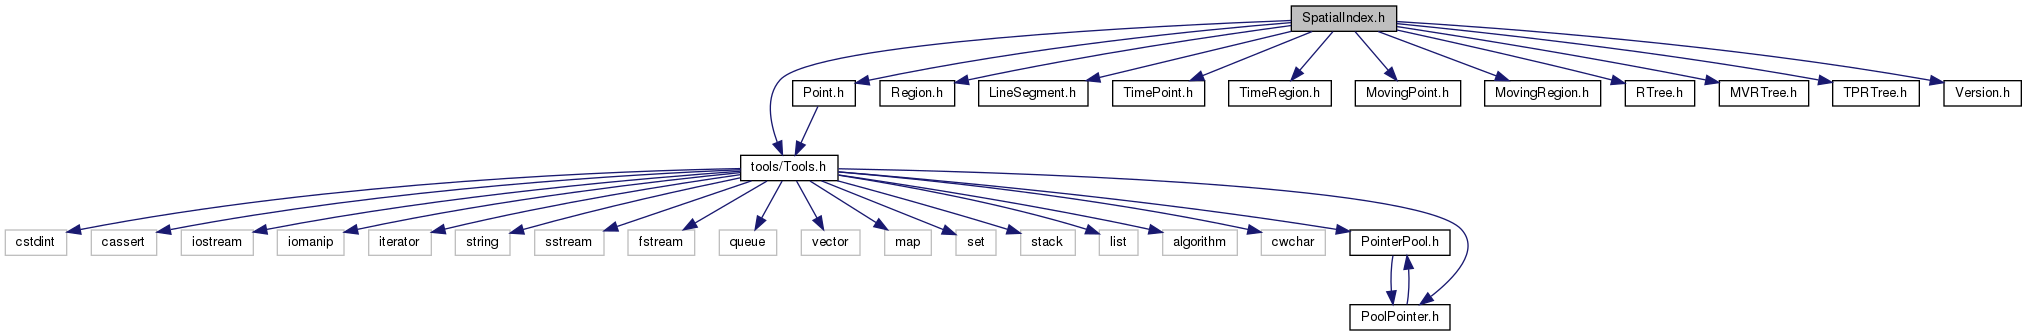 SpatialIndex.h
Point.h
Region.h
LineSegment.h
TimePoint.h
TimeRegion.h
MovingPoint.h
MovingRegion.h
RTree.h
MVRTree.h
TPRTree.h
Version.h
tools/Tools.h
cstdint
cassert
iostream
iomanip
iterator
string
sstream
fstream
queue
vector
map
set
stack
list
algorithm
cwchar
PointerPool.h
PoolPointer.h